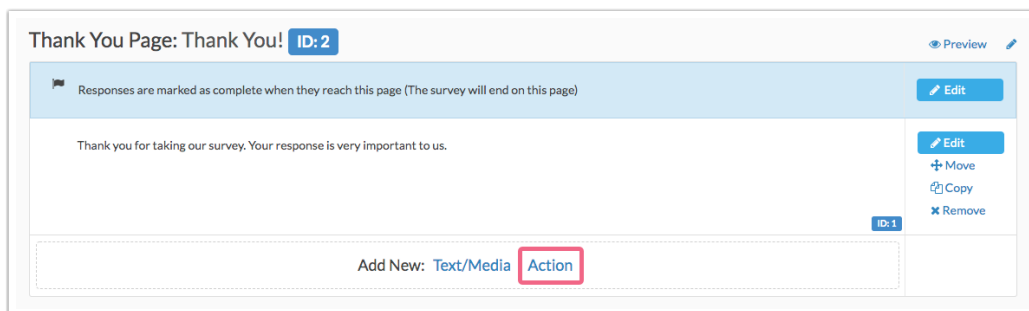 Thank You Page: Thank You! ID: 2
Preview
Responses are marked as complete when they reach this page (The survey will end on this page)
Edit
Thank you for taking our survey. Your response is very important to us.
Edit
Move
Copy
Remove
ID: 1
Add New: Text/Media Action